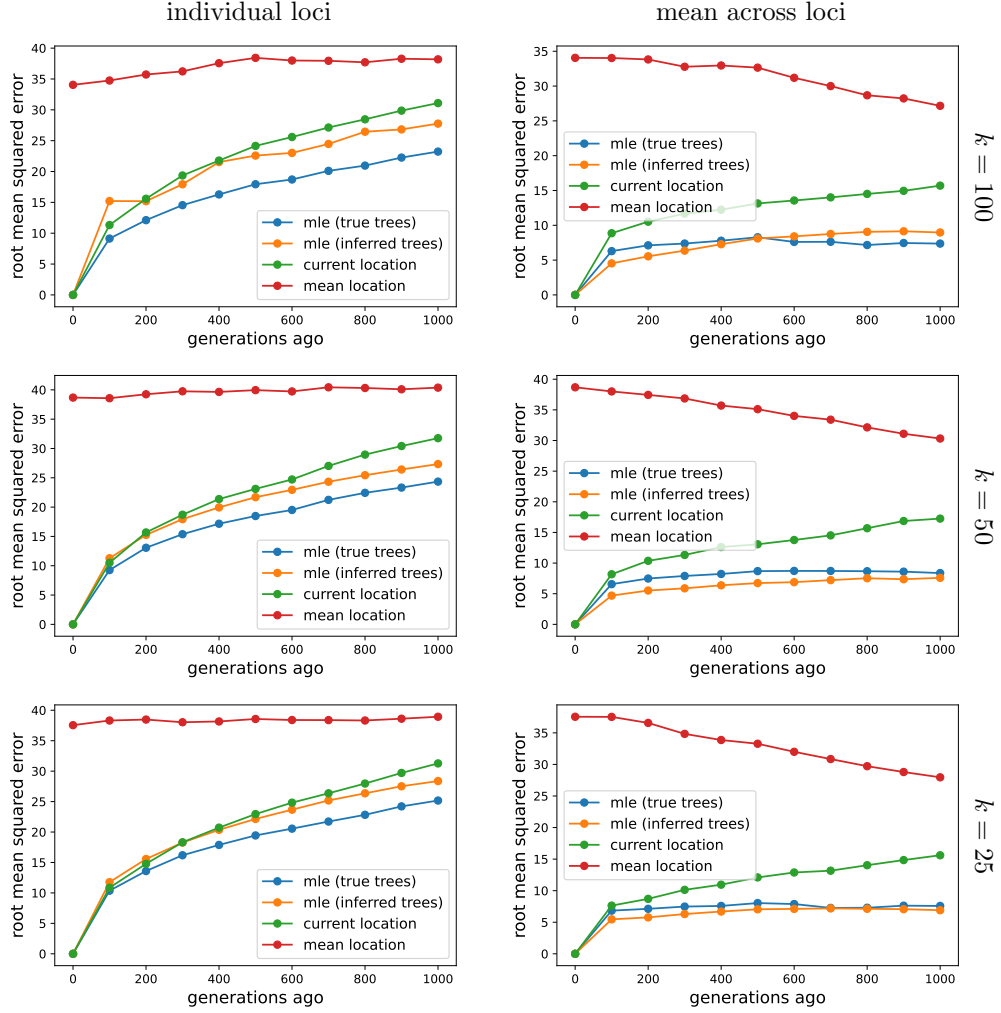 individual loci
mean across loci
root mean squared error
40
35
30
25
20
15
10
5
0
mle (true trees)
mle (inferred trees)
current location
mean location
0 200 400 600 800 1000
generations ago
root mean squared error
35
30
25
20
15
10
5
0
mle (true trees)
mle (inferred trees)
current location
mean location
0 200 400 600 800 1000
generations ago
k = 100
root mean squared error
40
35
30
25
20
15
10
5
0
mle (true trees)
mle (inferred trees)
current location
mean location
0 200 400 600 800 1000
generations ago
root mean squared error
40
35
30
25
20
15
10
5
0
mle (true trees)
mle (inferred trees)
current location
mean location
0 200 400 600 800 1000
generations ago
k = 50
root mean squared error
40
35
30
25
20
15
10
5
0
mle (true trees)
mle (inferred trees)
current location
mean location
0 200 400 600 800 1000
generations ago
root mean squared error
35
30
25
20
15
10
5
0
mle (true trees)
mle (inferred trees)
current location
mean location
0 200 400 600 800 1000
generations ago
k = 25